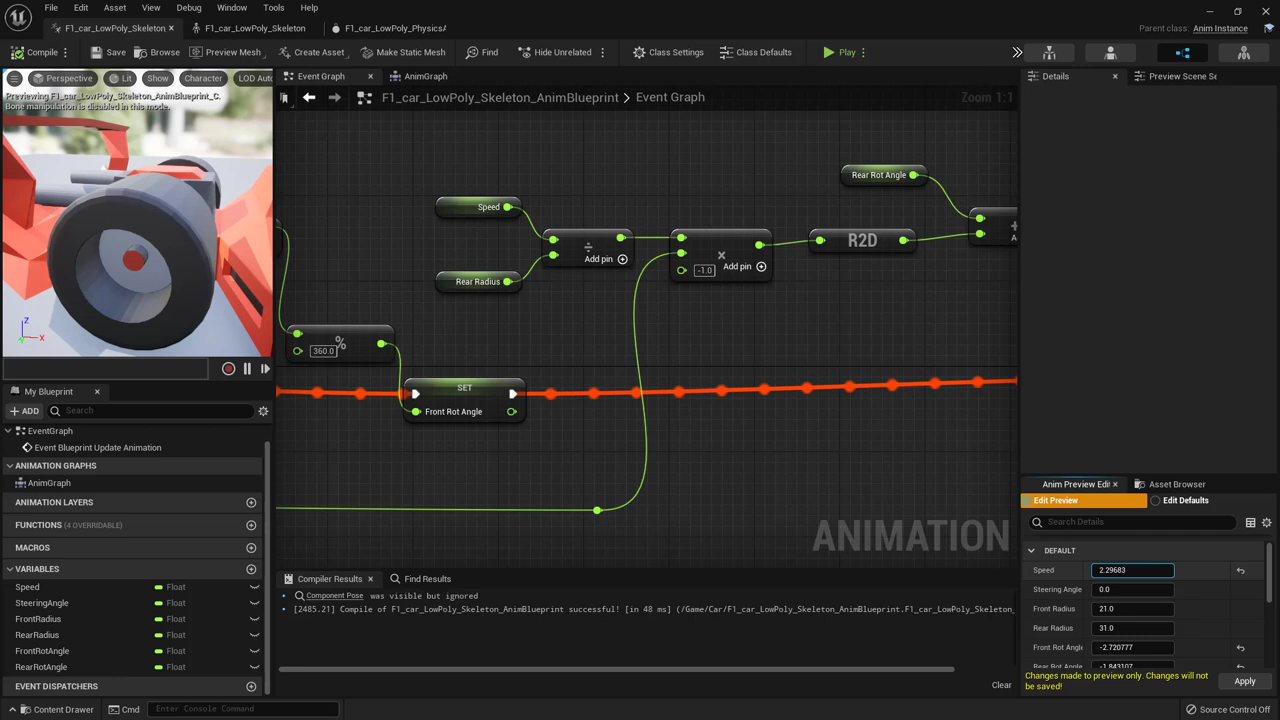 File Edit Asset View Debug Window Tools Help
Parent class: Anim Instance
F1_car_LowPoly_Skeleton_ F1_car_LowPoly_Skeleton F1_car_LowPoly_PhysicsA
Compile Save Browse Preview Mesh Create Asset Make Static Mesh Find Hide Unrelated Class Settings Class Defaults Play
Perspective Lit Show Character LOD Auto
Previewing F1_car_LowPoly_Skeleton_AnimBlueprint_C.
Bone manipulation is disabled in this mode.
Z
X
Event Graph AnimGraph
F1_car_LowPoly_Skeleton_AnimBlueprint > Event Graph
Zoom 1:1
Rear Rot Angle
Speed
÷
Add pin
Rear Radius
×
-1.0
Add pin
R2D
%
360.0
SET
Front Rot Angle
ANIMATION
Details Preview Scene Se
My Blueprint
ADD Search
EventGraph
Event Blueprint Update Animation
ANIMATION GRAPHS
AnimGraph
ANIMATION LAYERS
FUNCTIONS (4 OVERRIDABLE)
MACROS
VARIABLES
Speed Float
SteeringAngle Float
FrontRadius Float
RearRadius Float
FrontRotAngle Float
RearRotAngle Float
EVENT DISPATCHERS
Compiler Results Find Results
Component Pose was visible but ignored
[2485.21] Compile of F1_car_LowPoly_Skeleton_AnimBlueprint successful! [in 48 ms] (/Game/Car/F1_car_LowPoly_Skeleton_AnimBlueprint.F1_car_LowPoly_Skeleton_
Clear
Anim Preview Edit Asset Browser
Edit Preview Edit Defaults
Search Details
DEFAULT
Speed 2.29683
Steering Angle 0.0
Front Radius 21.0
Rear Radius 31.0
Front Rot Angle -2.720777
Rear Rot Angle -1.843107
Changes made to preview only. Changes will not
be saved!
Apply
Content Drawer Cmd Enter Console Command Source Control Off